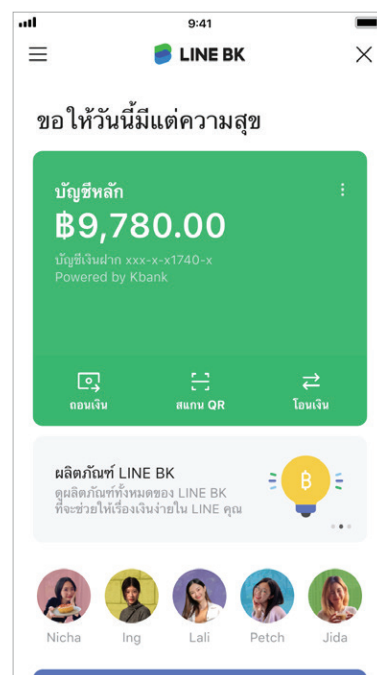 9:41
LINE BK
ขอให้วันนี้มีแต่ความสุข
บัญชีหลัก
฿9,780.00
บัญชีเงินฝาก xxx-x-x1740-x
Powered by Kbank
ถอนเงิน
สแกน QR
โอนเงิน
ผลิตภัณฑ์ LINE BK
ดูผลิตภัณฑ์ทั้งหมดของ LINE BK
ที่จะช่วยให้เรื่องเงินง่ายใน LINE คุณ
฿
Nicha
Ing
Lali
Petch
Jida